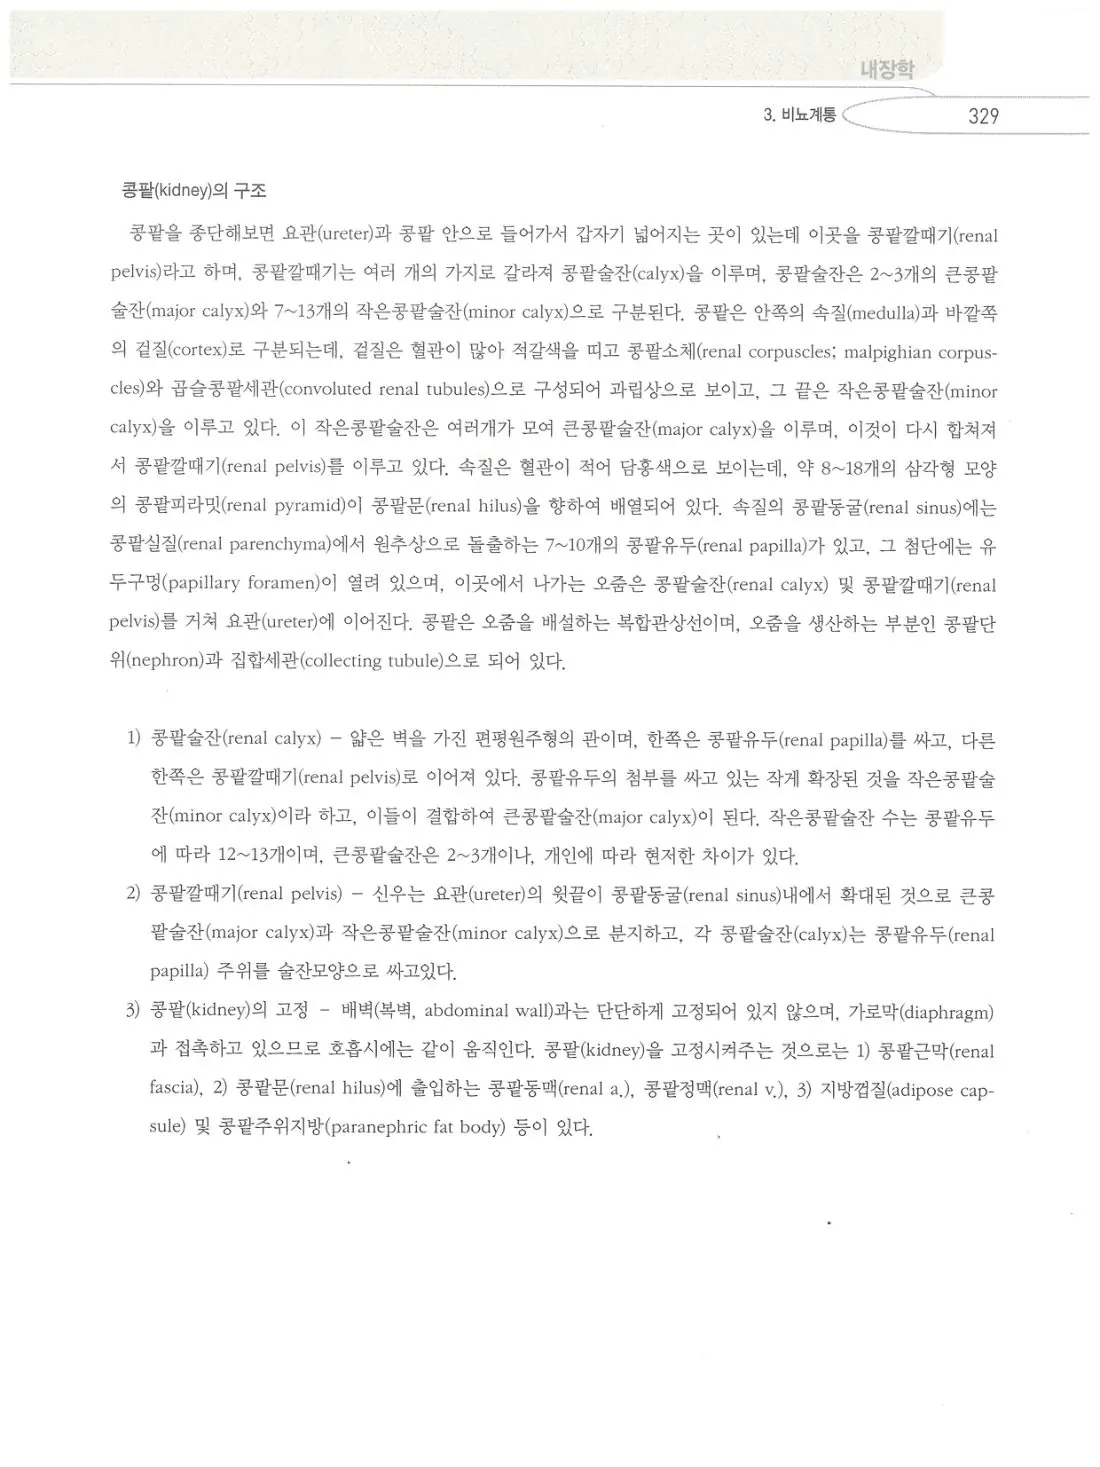 내장학
3. 비뇨계통
329
콩팥(kidney)의 구조
콩팥을 종단해보면 요관(ureter)과 콩팥 안으로 들어가서 갑자기 넓어지는 곳이 있는데 이곳을 콩팥깔때기(renal
pelvis)라고 하며, 콩팥깔때기는 여러 개의 가지로 갈라져 콩팥술잔(calyx)을 이루며, 콩팥술잔은 2~3개의 큰콩팥
술잔(major calyx)와 7~13개의 작은콩팥술잔(minor calyx)으로 구분된다. 콩팥은 안쪽의 속질(medulla)과 바깥쪽
의 겉질(cortex)로 구분되는데, 겉질은 혈관이 많아 적갈색을 띠고 콩팥소체(renal corpuscles; malpighian corpus-
cles)와 곱슬콩팥세관(convoluted renal tubules)으로 구성되어 과립상으로 보이고, 그 끝은 작은콩팥술잔(minor
calyx)을 이루고 있다. 이 작은콩팥술잔은 여러개가 모여 큰콩팥술잔(major calyx)을 이루며, 이것이 다시 합쳐져
서 콩팥깔때기(renal pelvis)를 이루고 있다. 속질은 혈관이 적어 담홍색으로 보이는데, 약 8~18개의 삼각형 모양
의 콩팥피라밋(renal pyramid)이 콩팥문(renal hilus)을 향하여 배열되어 있다. 속질의 콩팥동굴(renal sinus)에는
콩팥실질(renal parenchyma)에서 원추상으로 돌출하는 7~10개의 콩팥유두(renal papilla)가 있고, 그 첨단에는 유
두구멍(papillary foramen)이 열려 있으며, 이곳에서 나가는 오줌은 콩팥술잔(renal calyx) 및 콩팥깔때기(renal
pelvis)를 거쳐 요관(ureter)에 이어진다. 콩팥은 오줌을 배설하는 복합관상선이며, 오줌을 생산하는 부분인 콩팥단
위(nephron)과 집합세관(collecting tubule)으로 되어 있다.
1) 콩팥술잔(renal calyx) - 얇은 벽을 가진 편평원주형의 관이며, 한쪽은 콩팥유두(renal papilla)를 싸고, 다른
한쪽은 콩팥깔때기(renal pelvis)로 이어져 있다. 콩팥유두의 첨부를 싸고 있는 작게 확장된 것을 작은콩팥술
잔(minor calyx)이라 하고, 이들이 결합하여 큰콩팥술잔(major calyx)이 된다. 작은콩팥술잔 수는 콩팥유두
에 따라 12~13개이며, 큰콩팥술잔은 2~3개이나, 개인에 따라 현저한 차이가 있다.
2) 콩팥깔때기(renal pelvis) - 신우는 요관(ureter)의 윗끝이 콩팥동굴(renal sinus)내에서 확대된 것으로 큰콩
팥술잔(major calyx)과 작은콩팥술잔(minor calyx)으로 분지하고, 각 콩팥술잔(calyx)는 콩팥유두(renal
papilla) 주위를 술잔모양으로 싸고있다.
3) 콩팥(kidney)의 고정 - 배벽(복벽, abdominal wall)과는 단단하게 고정되어 있지 않으며, 가로막(diaphragm)
과 접촉하고 있으므로 호흡시에는 같이 움직인다. 콩팥(kidney)을 고정시켜주는 것으로는 1) 콩팥근막(renal
fascia), 2) 콩팥문(renal hilus)에 출입하는 콩팥동맥(renal a.), 콩팥정맥(renal v.), 3) 지방껍질(adipose cap-
sule) 및 콩팥주위지방(paranephric fat body) 등이 있다.